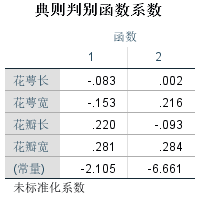 典则判别函数系数
函数
1 2
花萼长 -.083 .002
花萼宽 -.153 .216
花瓣长 .220 -.093
花瓣宽 .281 .284
(常量) -2.105 -6.661
未标准化系数